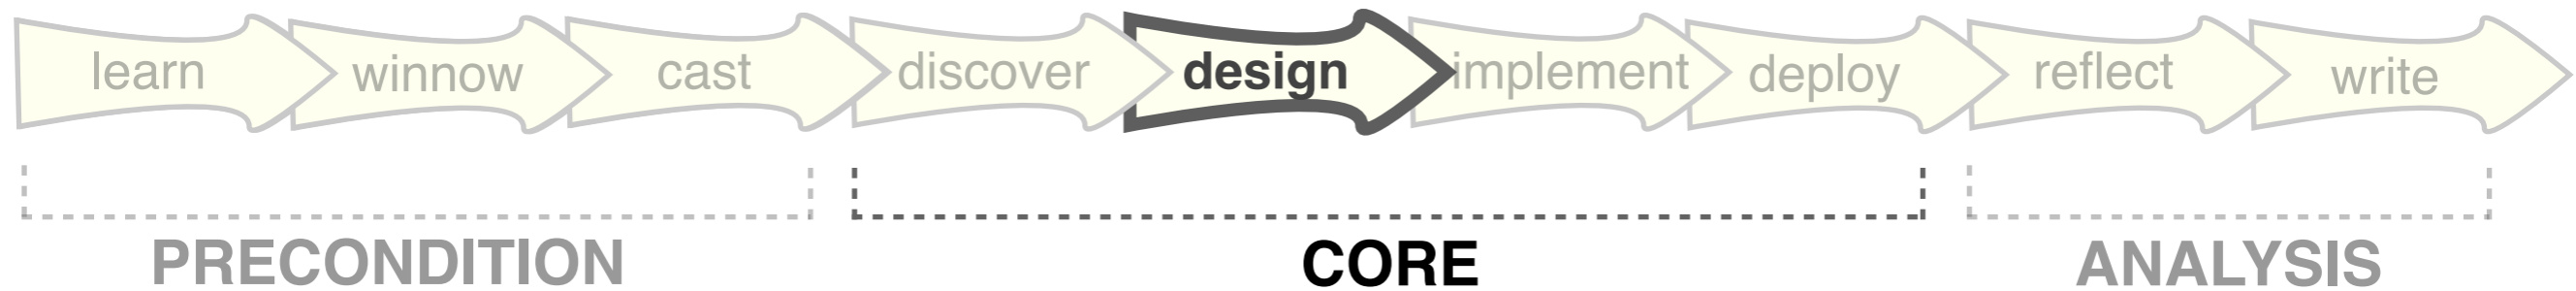 learn winnow cast discover design implement deploy reflect write
PRECONDITION CORE ANALYSIS